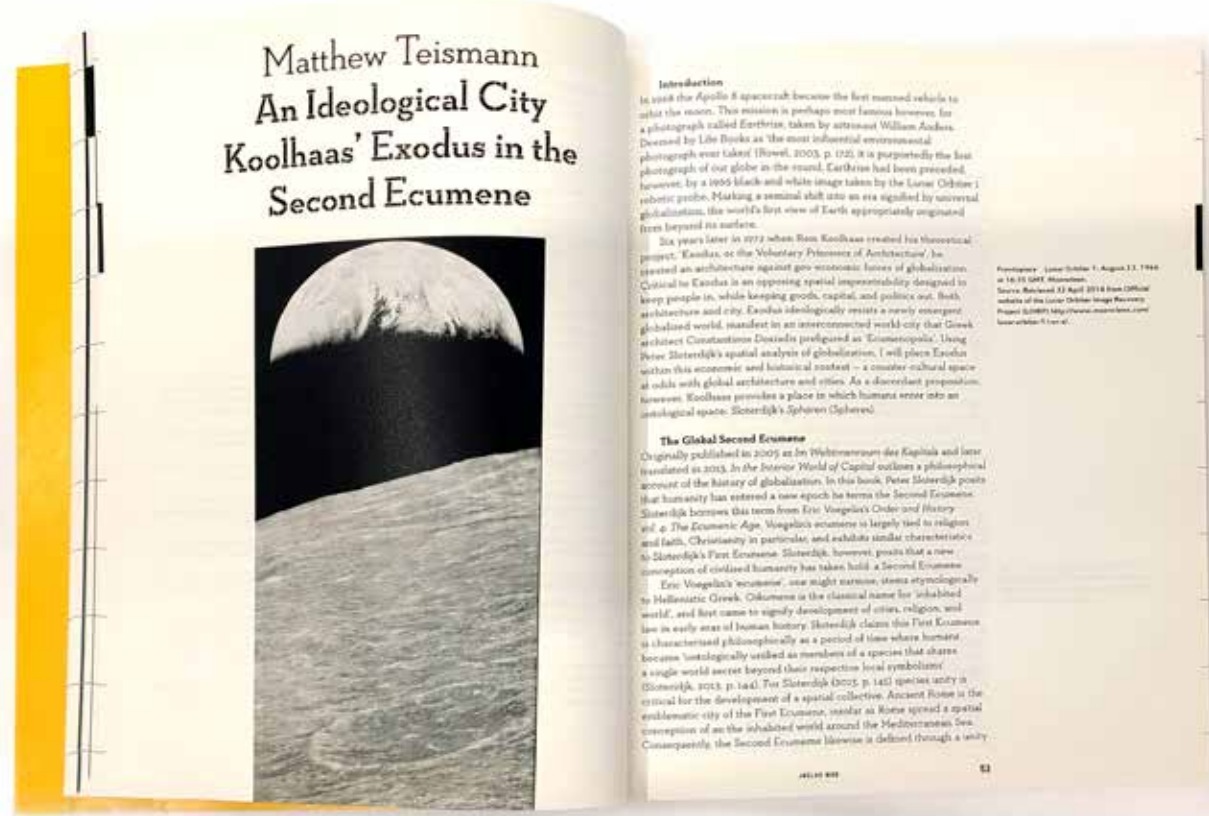 Matthew Teismann
An Ideological City
Koolhaas' Exodus in the
Second Ecumene
Introduction
In 1968 the Apollo 8 spacecraft became the first manned vehicle to
orbit the moon. This mission is perhaps most famous however, for
a photograph called Earthrise, taken by astronaut William Anders.
Deemed by Life Books as 'the most influential environmental
photograph ever taken' (Rowel, 2003, p. 172), it is purportedly the first
photograph of our globe in-the-round. Earthrise had been preceded,
however, by a 1966 black-and-white image taken by the Lunar Orbiter 1
robotic probe. Marking a seminal shift into an era signified by universal
globalization, the world's first view of Earth appropriately originated
from beyond its surface.
Six years later in 1972 when Rem Koolhaas created his theoretical
project, 'Exodus, or the Voluntary Prisoners of Architecture', he
created an architecture against geo-economic forces of globalization.
Critical to Exodus is an opposing spatial impenetrability designed to
keep people in, while keeping goods, capital, and politics out. Both
architecture and city, Exodus ideologically resists a newly emergent
globalized world, manifest in an interconnected world-city that Greek
architect Constantinos Doxiadis prefigured as 'Ecumenopolis'. Using
Peter Sloterdijk's spatial analysis of globalization, I will place Exodus
within this economic and historical context – a counter-cultural space
at odds with global architecture and cities. As a discordant proposition,
however, Koolhaas provides a place in which humans enter into an
ontological space: Sloterdijk's Sphären (Spheres).
The Global Second Ecumene
Originally published in 2005 as Im Weltinnenraum des Kapitals and later
translated in 2013, In the Interior World of Capital outlines a philosophical
account of the history of globalization. In this book, Peter Sloterdijk posits
that humanity has entered a new epoch he terms the Second Ecumene.
Sloterdijk borrows this term from Eric Voegelin's Order and History
vol. 4: The Ecumenic Age. Voegelin's ecumene is largely tied to religion
and faith, Christianity in particular, and exhibits similar characteristics
to Sloterdijk's First Ecumene. Sloterdijk, however, posits that a new
conception of civilized humanity has taken hold: a Second Ecumene.
Eric Voegelin's 'ecumene', one might surmise, stems etymologically
to Hellenistic Greek. Oikumene is the classical name for 'inhabited
world', and first came to signify development of cities, religion, and
law in early eras of human history. Sloterdijk claims this First Ecumene
is characterised philosophically as a period of time where humans
became 'ontologically unified as members of a species that shares
a single world secret beyond their respective local symbolisms'
(Sloterdijk, 2013, p. 144). For Sloterdijk (2013, p. 145) species unity is
critical for the development of a spatial collective. Ancient Rome is the
emblematic city of the First Ecumene, insofar as Rome spread a spatial
conception of an the inhabited world around the Mediterranean Sea.
Consequently, the Second Ecumene likewise is defined through a unity
Frontispiece Lunar Orbiter 1, August 23, 1966
at 16:35 GMT. Moonviews.
Source: Retrieved 22 April 2016 from Official
website of the Lunar Orbiter Image Recovery
Project (LOIRP) http://www.moonviews.com/
53